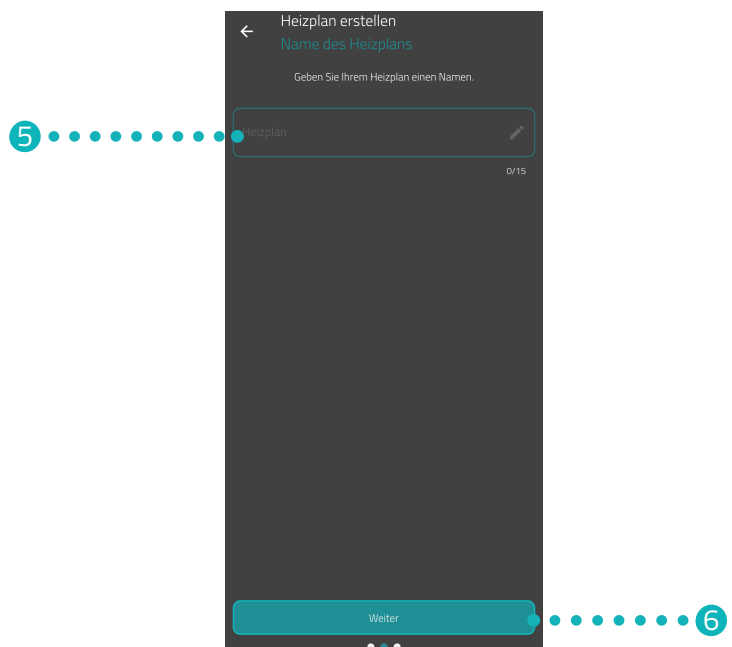 Heizplan erstellen
Name des Heizplans
Geben Sie Ihrem Heizplan einen Namen.
5
Heizplan
0/15
Weiter
6